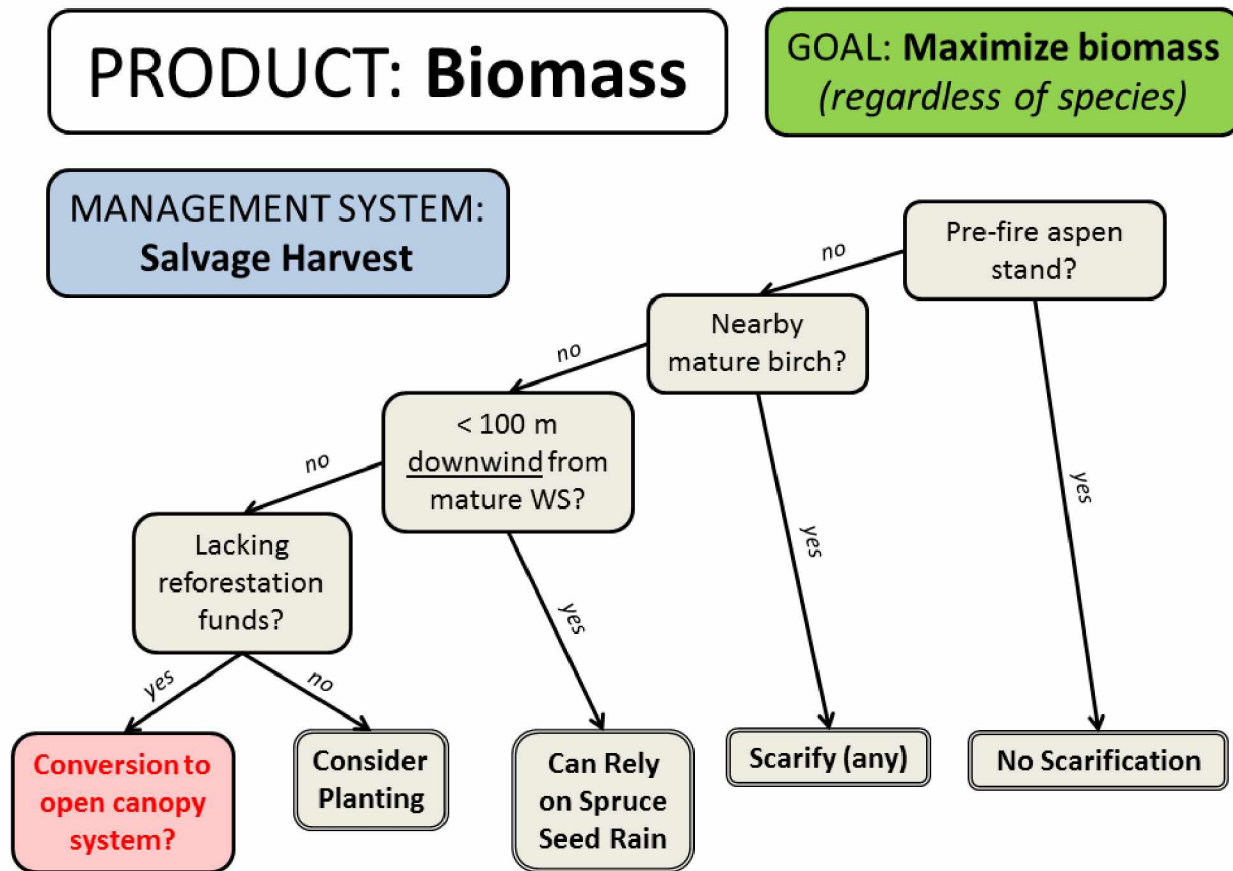 PRODUCT: Biomass
GOAL: Maximize biomass
(regardless of species)
MANAGEMENT SYSTEM:
Salvage Harvest
Pre-fire aspen
stand?
no
Nearby
mature birch?
no
< 100 m
downwind from
mature WS?
no
yes
Lacking
reforestation
funds?
yes
yes
yes
no
Conversion to
open canopy
system?
Consider
Planting
Can Rely
on Spruce
Seed Rain
Scarify (any)
No Scarification